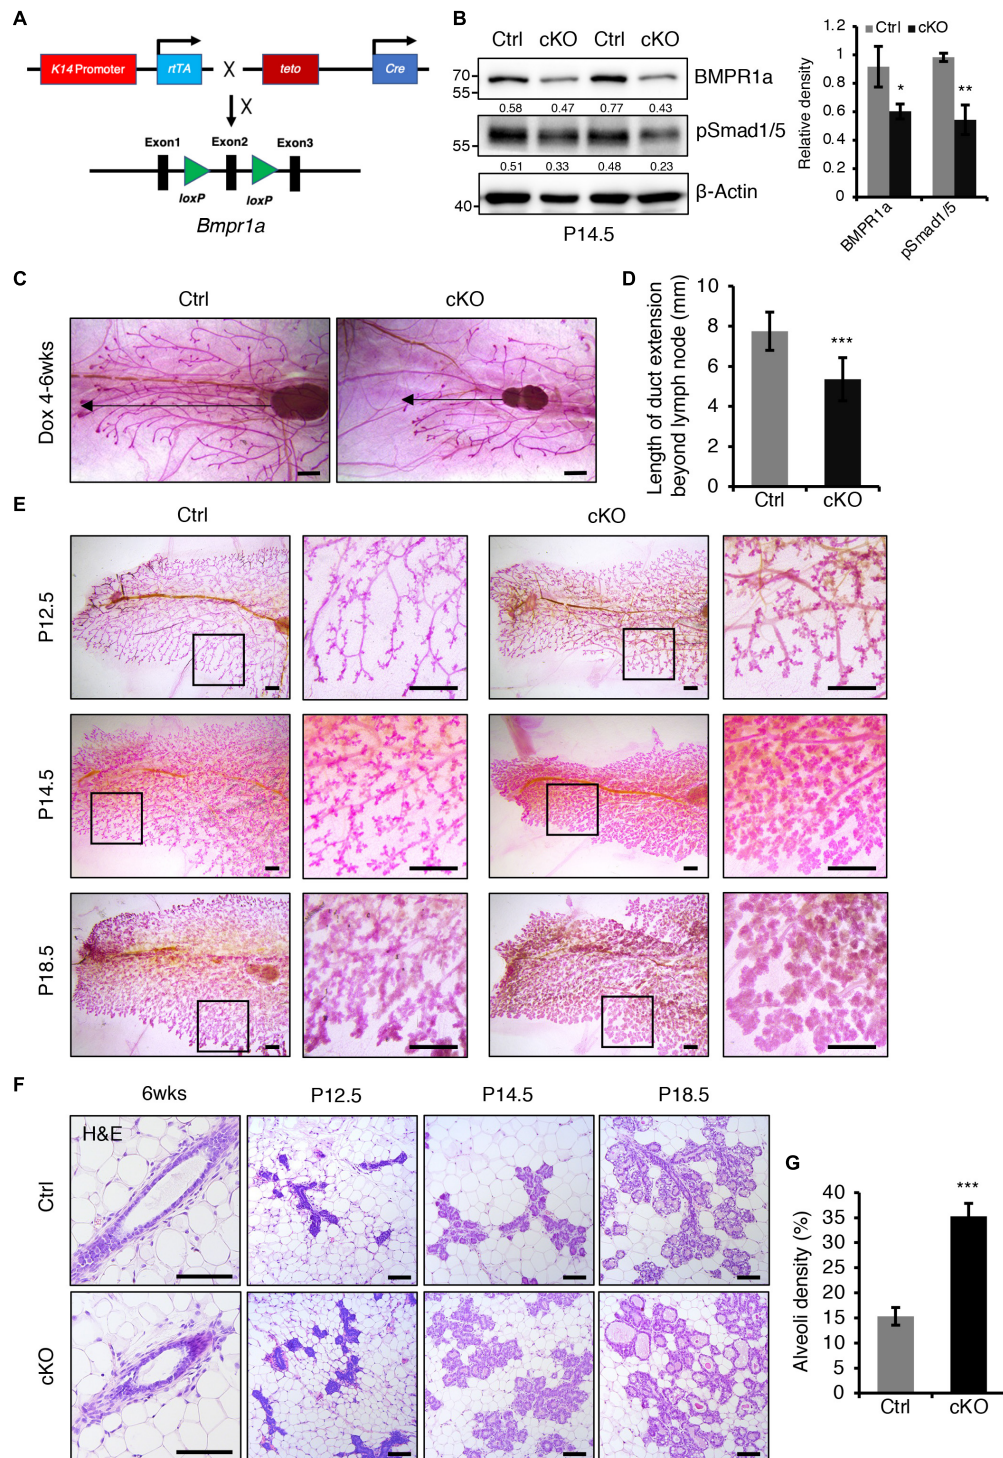 A
K14 Promoter
rtTA
X
teto
Cre
X
Exon1
Exon2
Exon3
loxP
loxP
Bmpr1a
B
Ctrl cKO Ctrl cKO
70
55
BMPR1a
0.58 0.47 0.77 0.43
55
pSmad1/5
0.51 0.33 0.48 0.23
40
β-Actin
P14.5
Ctrl cKO
Relative density
1.2
1
0.8
0.6
0.4
0.2
0
*
**
BMPR1a
pSmad1/5
C
Ctrl
cKO
Dox 4-6wks
D
Length of duct extension
beyond lymph node (mm)
10
8
6
4
2
0
***
Ctrl
cKO
E
Ctrl
cKO
P12.5
P14.5
P18.5
F
6wks
P12.5
P14.5
P18.5
H&E
Ctrl
cKO
G
Alveoli density (%)
40
35
30
25
20
15
10
5
0
***
Ctrl
cKO